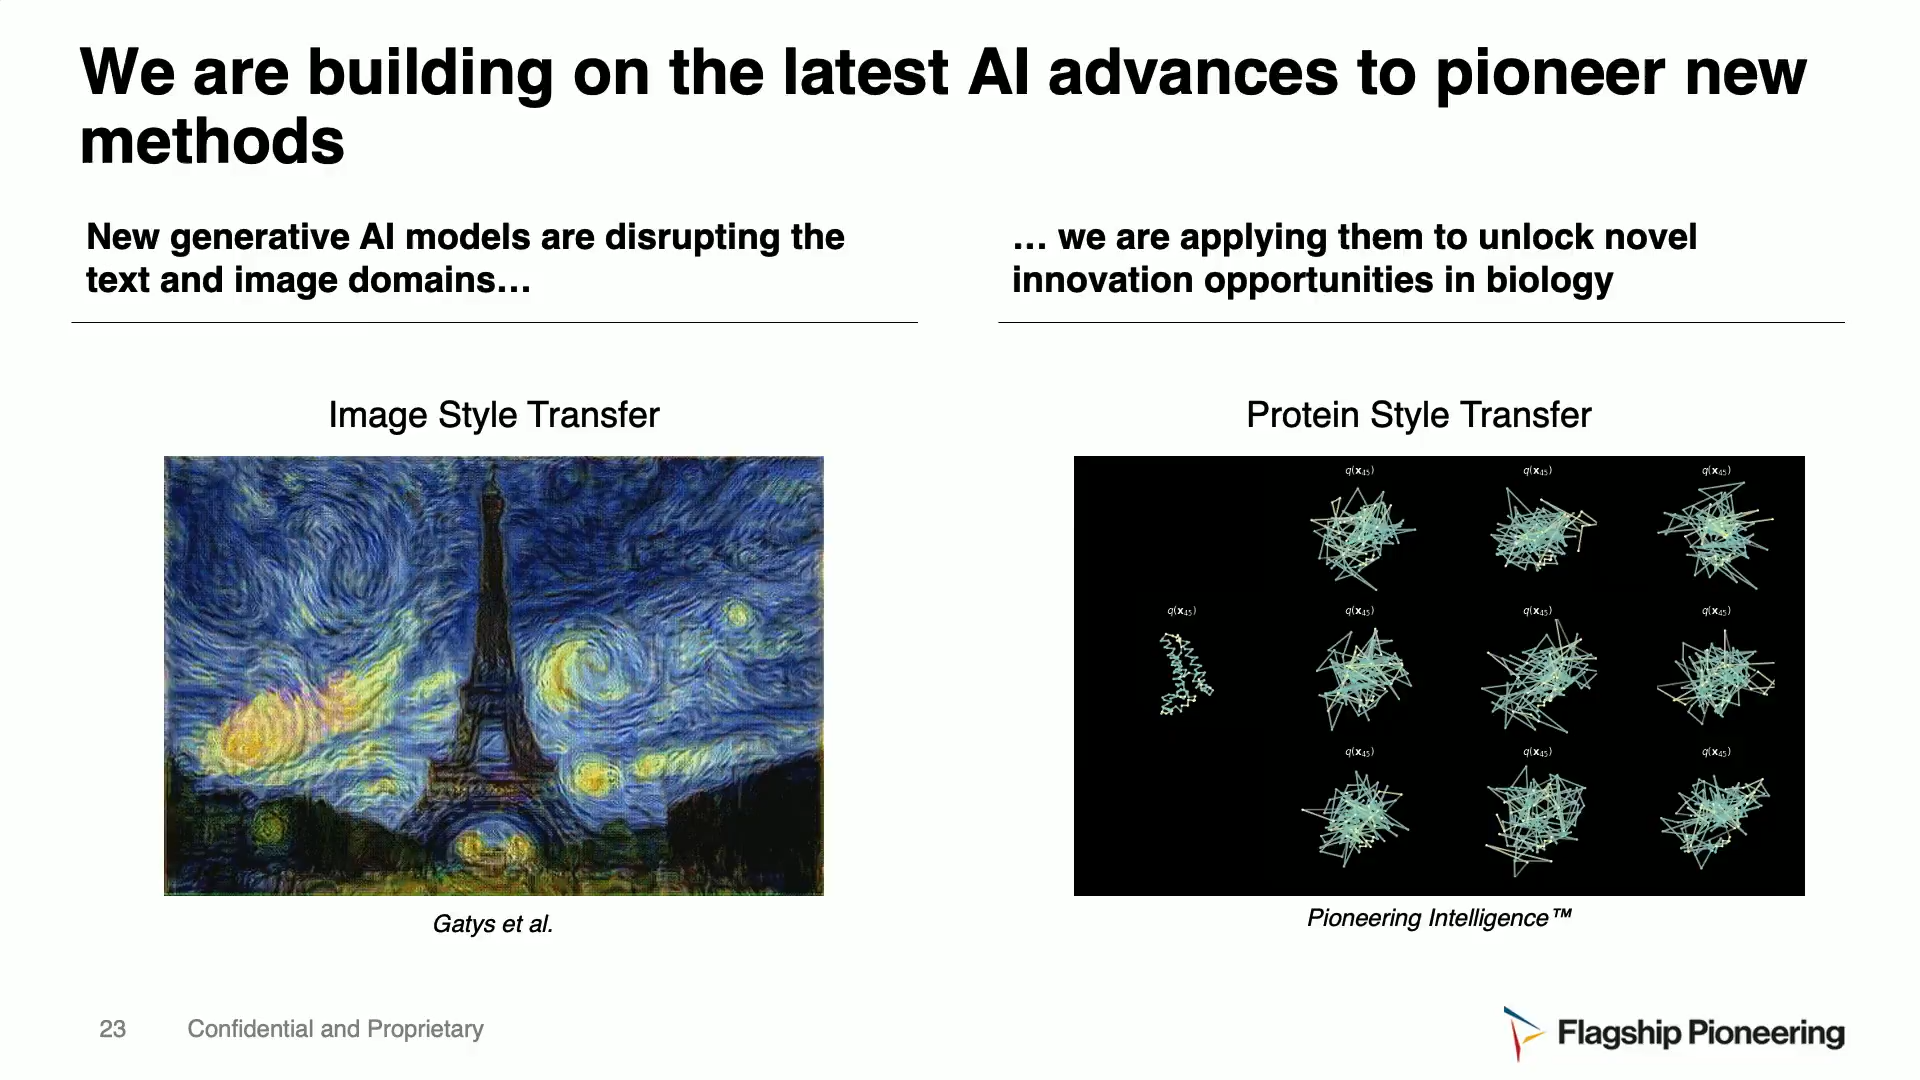 We are building on the latest AI advances to pioneer new
methods
New generative AI models are disrupting the
text and image domains…
… we are applying them to unlock novel
innovation opportunities in biology
Image Style Transfer
Protein Style Transfer
q(x₄₅) q(x₄₅) q(x₄₅)
q(x₄₅) q(x₄₅) q(x₄₅) q(x₄₅)
q(x₄₅) q(x₄₅) q(x₄₅)
Gatys et al.
Pioneering Intelligence™
23 Confidential and Proprietary
Flagship Pioneering